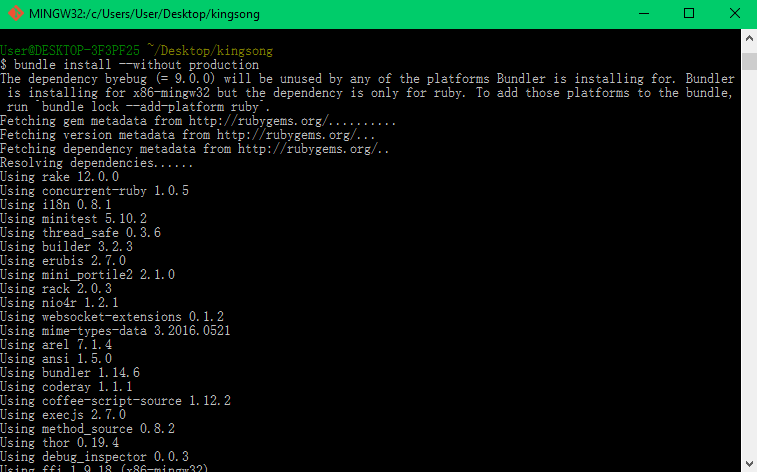 MINGW32:/c/Users/User/Desktop/kingsong
User@DESKTOP-3F3PF25 ~/Desktop/kingsong
$ bundle install --without production
The dependency byebug (= 9.0.0) will be unused by any of the platforms Bundler is installing for. Bundler
is installing for x86-mingw32 but the dependency is only for ruby. To add those platforms to the bundle,
run `bundle lock --add-platform ruby`.
Fetching gem metadata from http://rubygems.org/..........
Fetching version metadata from http://rubygems.org/...
Fetching dependency metadata from http://rubygems.org/..
Resolving dependencies......
Using rake 12.0.0
Using concurrent-ruby 1.0.5
Using i18n 0.8.1
Using minitest 5.10.2
Using thread_safe 0.3.6
Using builder 3.2.3
Using erubis 2.7.0
Using mini_portile2 2.1.0
Using rack 2.0.3
Using nio4r 1.2.1
Using websocket-extensions 0.1.2
Using mime-types-data 3.2016.0521
Using arel 7.1.4
Using ansi 1.5.0
Using bundler 1.14.6
Using coderay 1.1.1
Using coffee-script-source 1.12.2
Using execjs 2.7.0
Using method_source 0.8.2
Using thor 0.19.4
Using debug_inspector 0.0.3
Using ffi 1.9.18 (x86-mingw32)